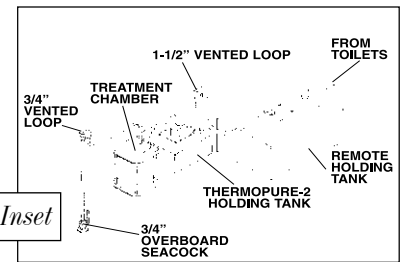 FROM
TOILETS
1-1/2” VENTED LOOP
TREATMENT
CHAMBER
3/4”
VENTED
LOOP
REMOTE
HOLDING
TANK
THERMOPURE-2
HOLDING TANK
Inset
3/4”
OVERBOARD
SEACOCK